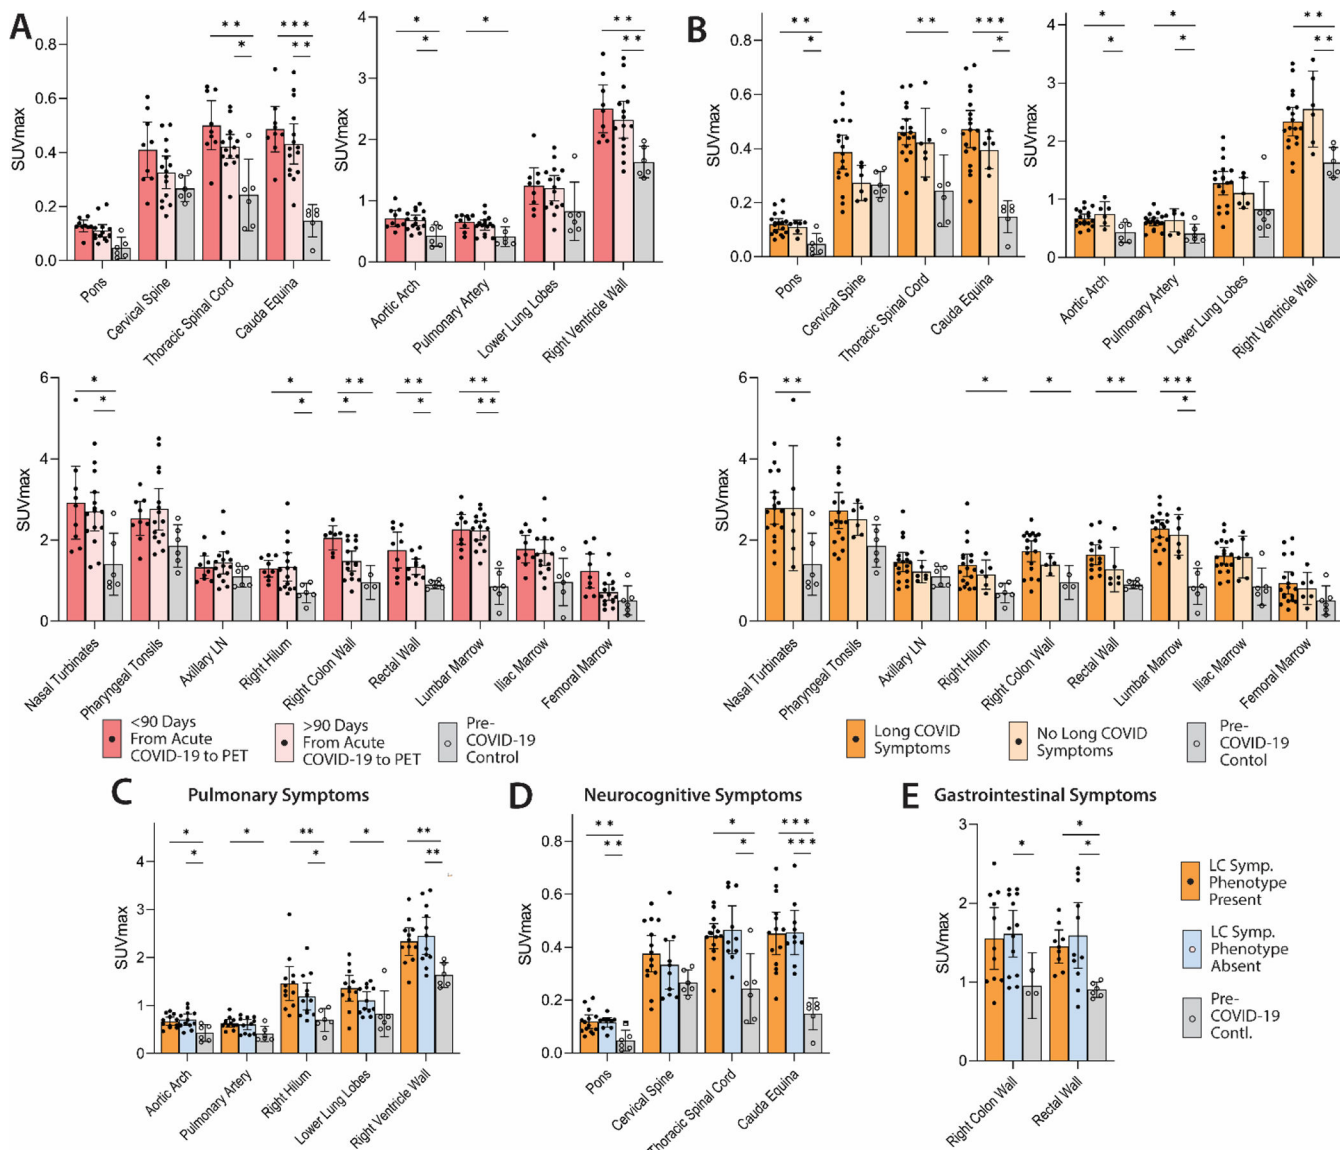 A
SUVmax
0.8
0.6
0.4
0.2
0.0
** *** * **
Pons
Cervical Spine
Thoracic Spinal Cord
Cauda Equina
SUVmax
4
3
2
1
0
* * * ** **
Aortic Arch
Pulmonary Artery
Lower Lung Lobes
Right Ventricle Wall
B
SUVmax
0.8
0.6
0.4
0.2
0.0
** * ** *** *
Pons
Cervical Spine
Thoracic Spinal Cord
Cauda Equina
SUVmax
4
3
2
1
0
* * * * ** **
Aortic Arch
Pulmonary Artery
Lower Lung Lobes
Right Ventricle Wall
SUVmax
6
4
2
0
* * * * ** * ** * ** **
Nasal Turbinates
Pharyngeal Tonsils
Axillary LN
Right Hilum
Right Colon Wall
Rectal Wall
Lumbar Marrow
Iliac Marrow
Femoral Marrow
<90 Days
From Acute
COVID-19 to PET
>90 Days
From Acute
COVID-19 to PET
Pre-
COVID-19
Control
SUVmax
6
4
2
0
** * * ** *** *
Nasal Turbinates
Pharyngeal Tonsils
Axillary LN
Right Hilum
Right Colon Wall
Rectal Wall
Lumbar Marrow
Iliac Marrow
Femoral Marrow
Long COVID
Symptoms
No Long COVID
Symptoms
Pre-
COVID-19
Contol
C Pulmonary Symptoms
SUVmax
4
3
2
1
0
* * * ** * * ** **
Aortic Arch
Pulmonary Artery
Right Hilum
Lower Lung Lobes
Right Ventricle Wall
D Neurocognitive Symptoms
SUVmax
0.8
0.6
0.4
0.2
0.0
** ** * * *** ***
Pons
Cervical Spine
Thoracic Spinal Cord
Cauda Equina
E Gastrointestinal Symptoms
SUVmax
3
2
1
0
* * *
Right Colon Wall
Rectal Wall
LC Symp.
Phenotype
Present
LC Symp.
Phenotype
Absent
Pre-
COVID-19
Contl.